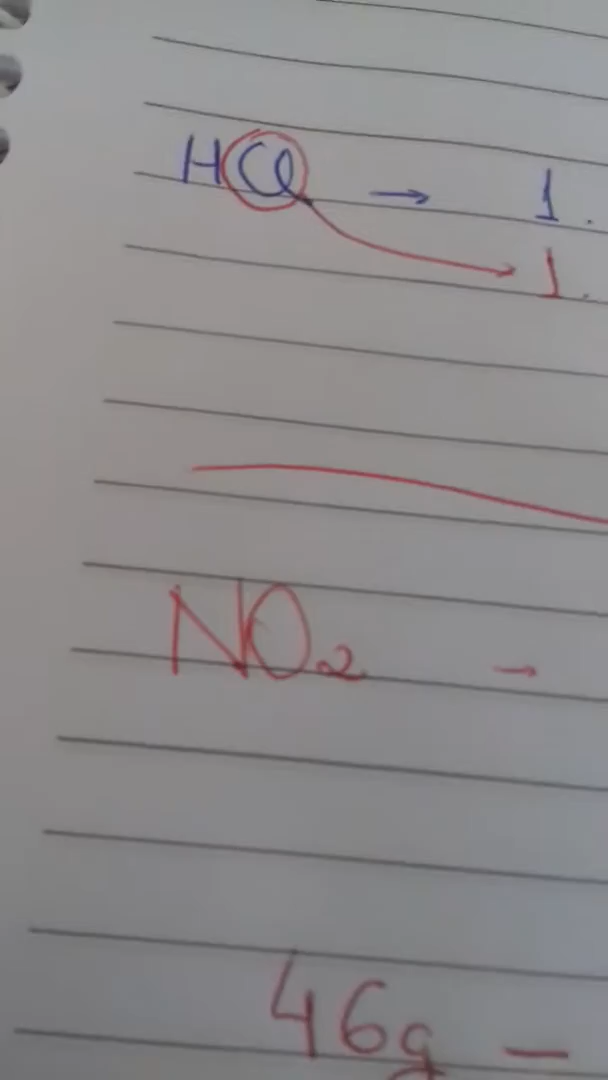 HCl → 1.
1.
NO₂ →
46g —